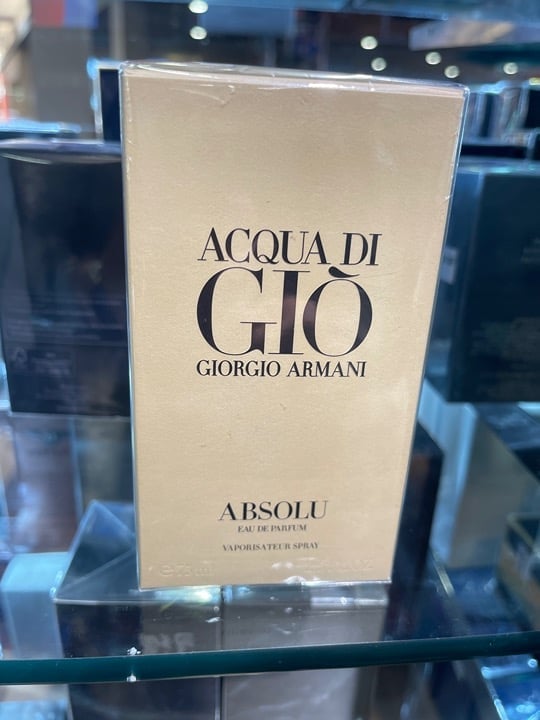 ACQUA DI
GIÒ
GIORGIO ARMANI
ABSOLU
EAU DE PARFUM
VAPORISATEUR SPRAY